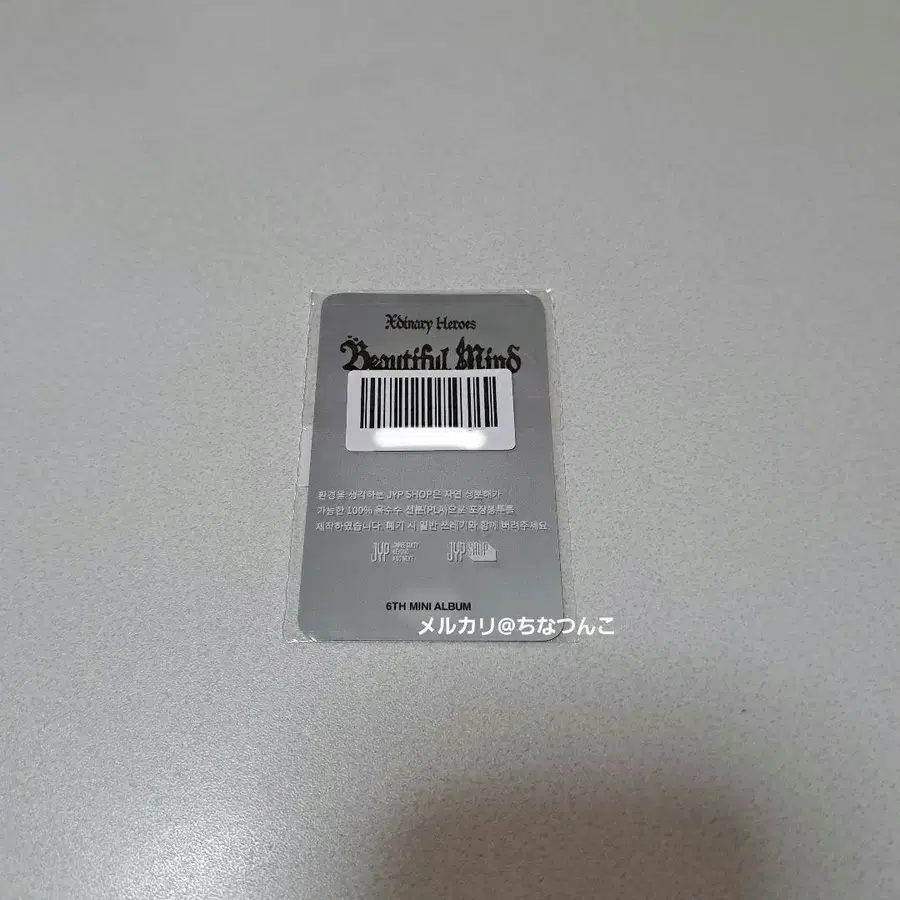 Xdinary Heroes
Beautiful Mind
환경을 생각하는 JYP SHOP은 자연 생분해가
가능한 100% 옥수수 전분(PLA)으로 포장봉투를
제작하였습니다. 폐기 시 일반 쓰레기와 함께 버려주세요.
JYP
JYP SHOP
6TH MINI ALBUM
メルカリ@ちなつんこ